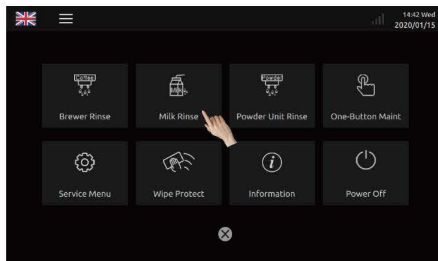 14:42 Wed
2020/01/15
Coffee
Milk
Powder
Brewer Rinse
Milk Rinse
Powder Unit Rinse
One-Button Maint
Service Menu
Wipe Protect
Information
Power Off